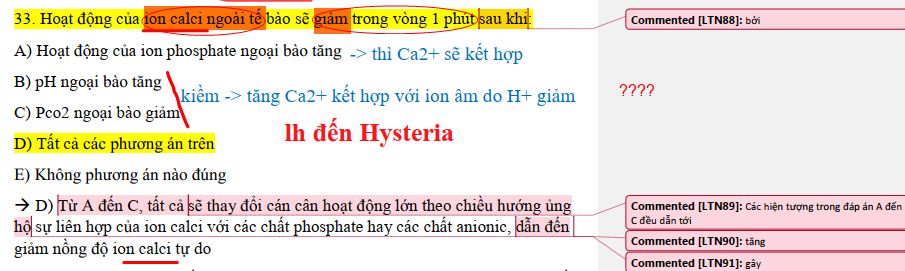 33. Hoạt động của ion calci ngoài tế bào sẽ giảm trong vòng 1 phút sau khi:
Commented [LTN88]: bởi
A) Hoạt động của ion phosphate ngoại bào tăng -> thì Ca2+ sẽ kết hợp
B) pH ngoại bào tăng
kiềm -> tăng Ca2+ kết hợp với ion âm do H+ giảm
????
C) Pco2 ngoại bào giảm
D) Tất cả các phương án trên
lh đến Hysteria
E) Không phương án nào đúng
→ D) Từ A đến C, tất cả sẽ thay đổi cán cân hoạt động lớn theo chiều hướng ủng
hộ sự liên hợp của ion calci với các chất phosphate hay các chất anionic, dẫn đến
giảm nồng độ ion calci tự do
Commented [LTN89]: Các hiện tượng trong đáp án A đến
C đều dẫn tới
Commented [LTN90]: tăng
Commented [LTN91]: gây